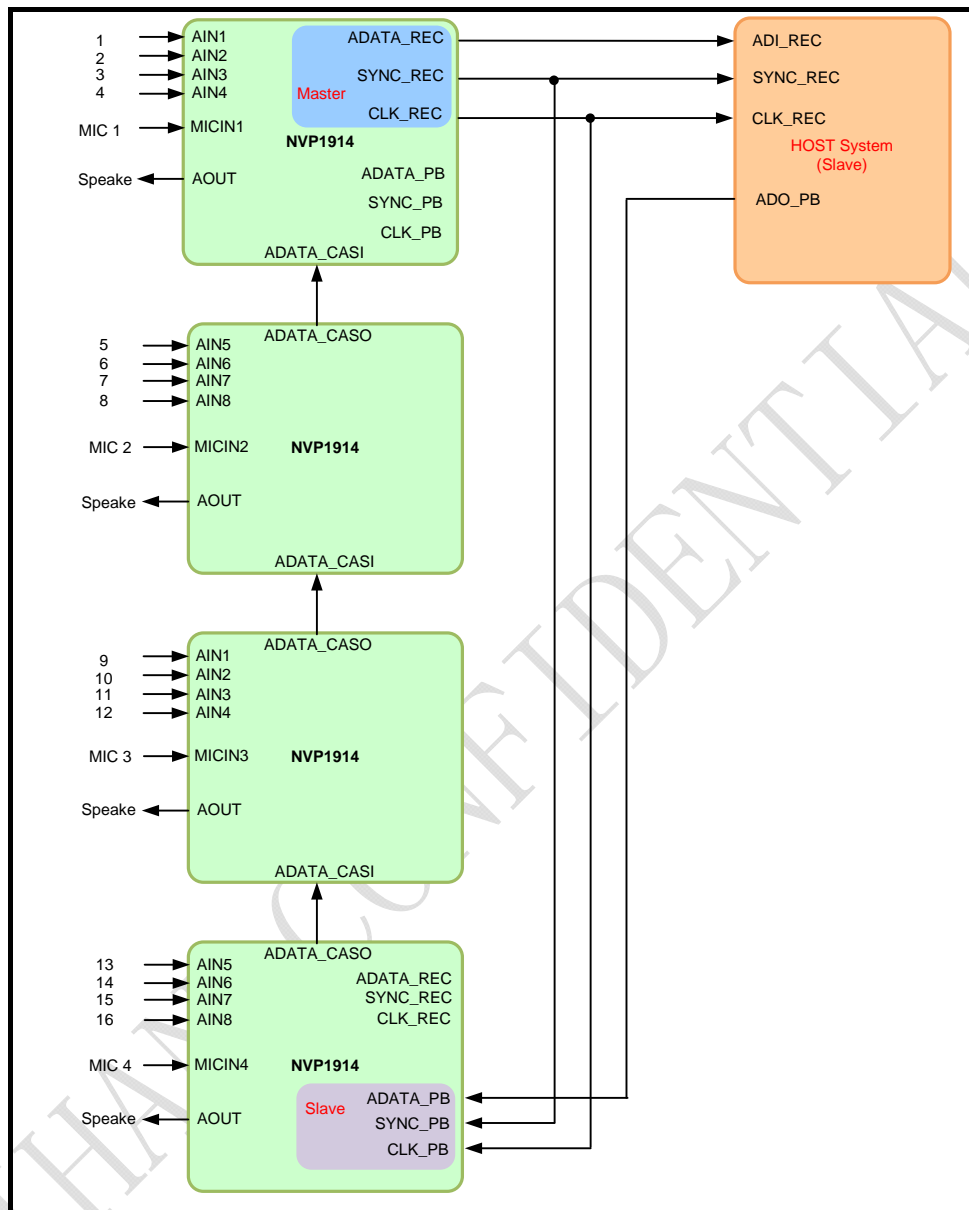 1
2
3
4
AIN1
AIN2
AIN3
AIN4
MIC 1
MICIN1
Speake
AOUT
ADATA_REC
SYNC_REC
Master
CLK_REC
NVP1914
ADATA_PB
SYNC_PB
CLK_PB
ADATA_CASI
ADI_REC
SYNC_REC
CLK_REC
HOST System
(Slave)
ADO_PB
ADATA_CASO
5
6
7
8
AIN5
AIN6
AIN7
AIN8
MIC 2
MICIN2
NVP1914
Speake
AOUT
ADATA_CASI
ADATA_CASO
9
10
11
12
AIN1
AIN2
AIN3
AIN4
MIC 3
MICIN3
NVP1914
Speake
AOUT
ADATA_CASI
ADATA_CASO
13
14
15
16
AIN5
AIN6
AIN7
AIN8
ADATA_REC
SYNC_REC
CLK_REC
MIC 4
MICIN4
NVP1914
Speake
AOUT
Slave
ADATA_PB
SYNC_PB
CLK_PB
CONFIDENTIA